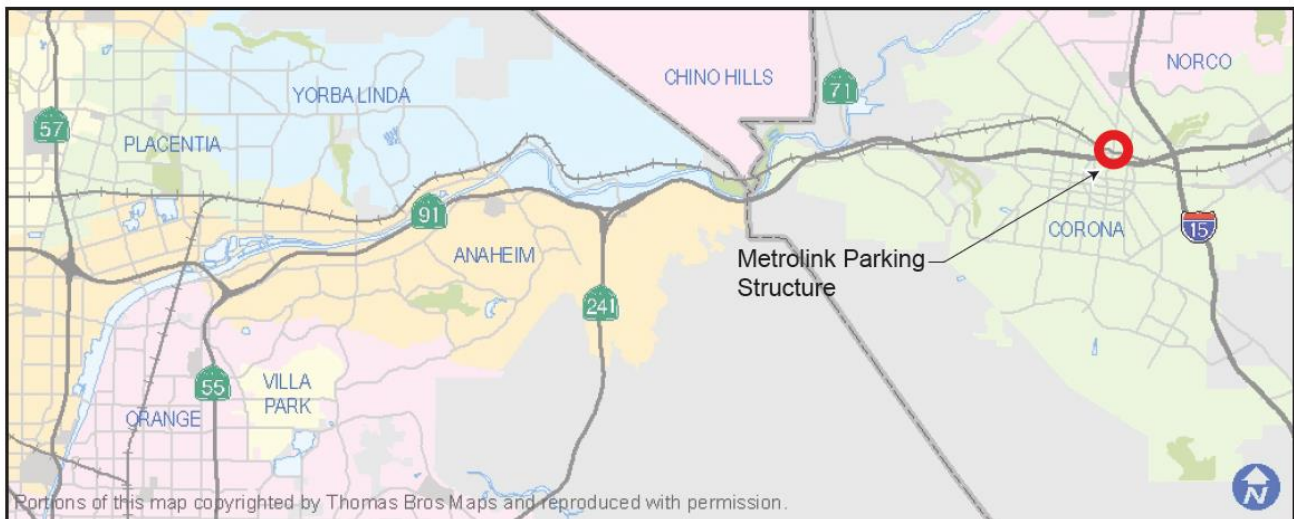 CHINO HILLS
NORCO
71
YORBA LINDA
57
PLACENTIA
91
ANAHEIM
CORONA
15
Metrolink Parking
Structure
241
55
VILLA
PARK
ORANGE
Portions of this map copyrighted by Thomas Bros Maps and reproduced with permission.
N